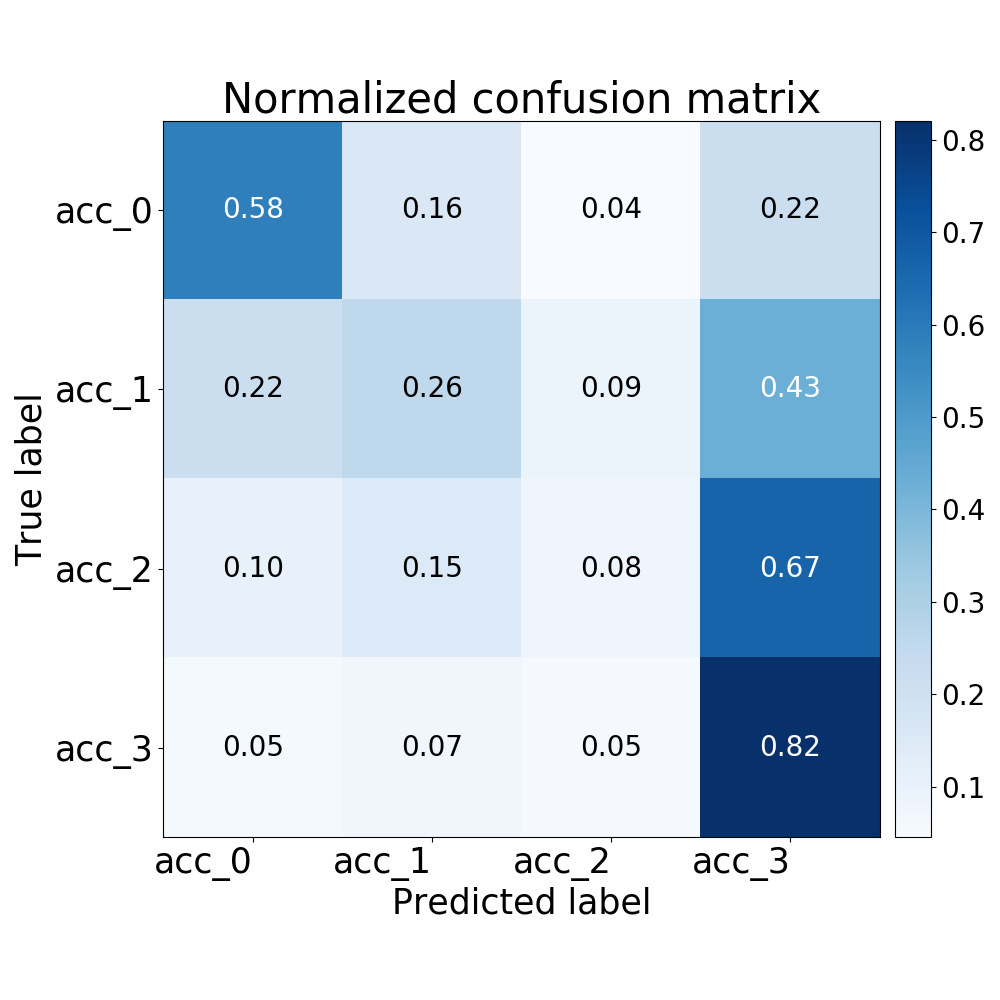 Normalized confusion matrix
acc_0 0.58 0.16 0.04 0.22
acc_1 0.22 0.26 0.09 0.43
acc_2 0.10 0.15 0.08 0.67
acc_3 0.05 0.07 0.05 0.82
acc_0 acc_1 acc_2 acc_3
Predicted label
True label
0.8
0.7
0.6
0.5
0.4
0.3
0.2
0.1